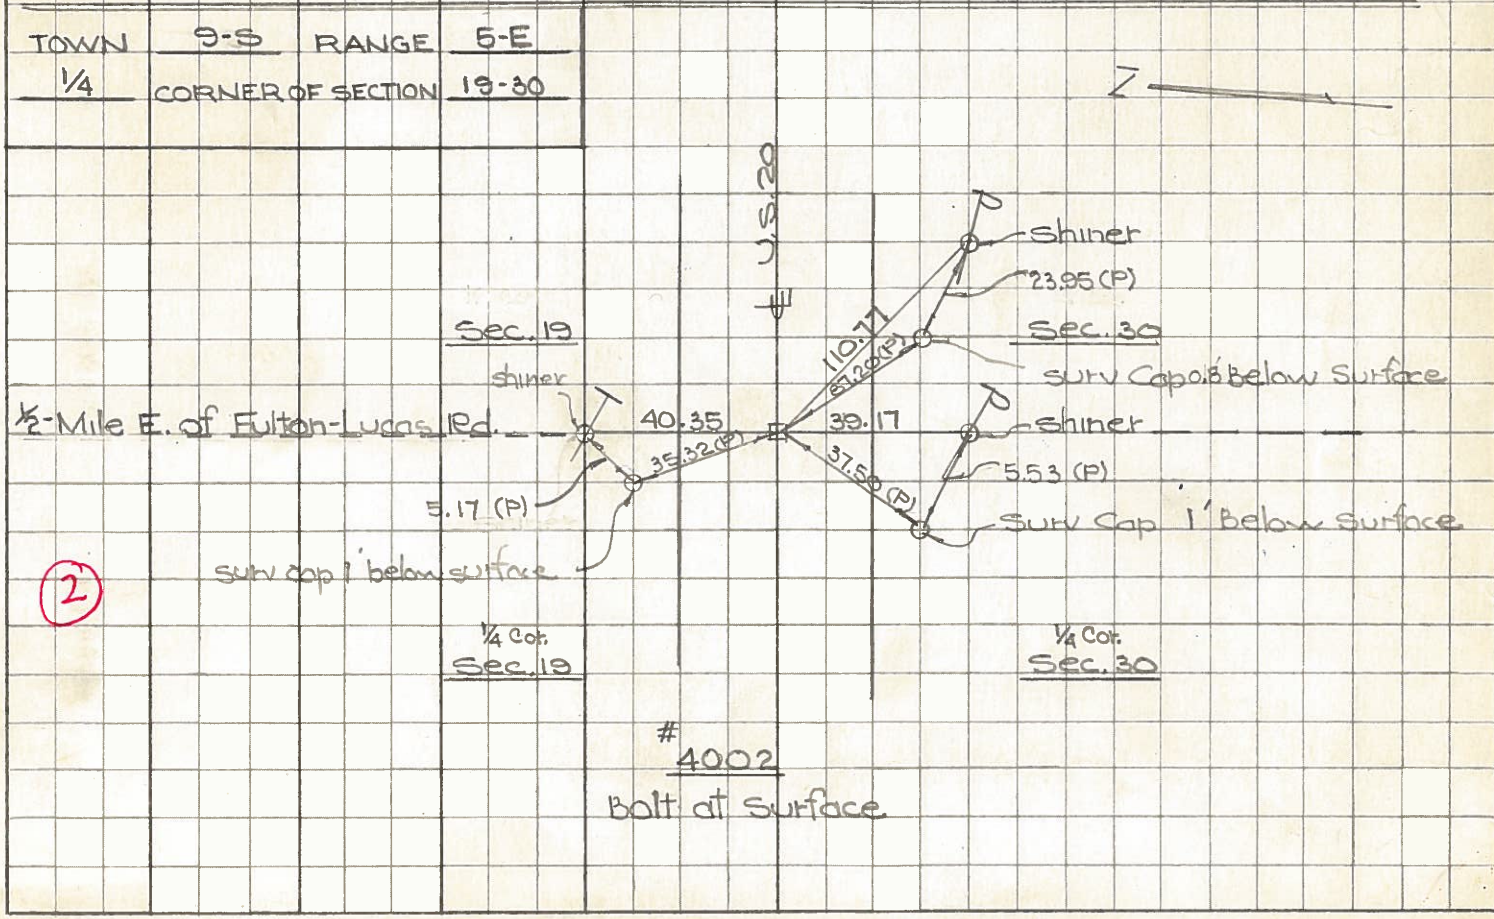 TOWN 9-S RANGE 5-E
1/4 CORNER OF SECTION 19-30
Z
U.S. 20
Shiner
23.95 (P)
Sec. 19
110.77
87.20 (P)
Sec. 30
shiner
Surv Cap 0.8' Below Surface
1/2-Mile E. of Fulton-Lucas Rd.
40.35
39.17
Shiner
35.32 (P)
37.50 (P)
5.53 (P)
5.17 (P)
Surv Cap 1' Below Surface
surv cap 1' below surface
2
1/4 Cor.
Sec. 19
1/4 Cor.
Sec. 30
# 4002
Bolt at Surface